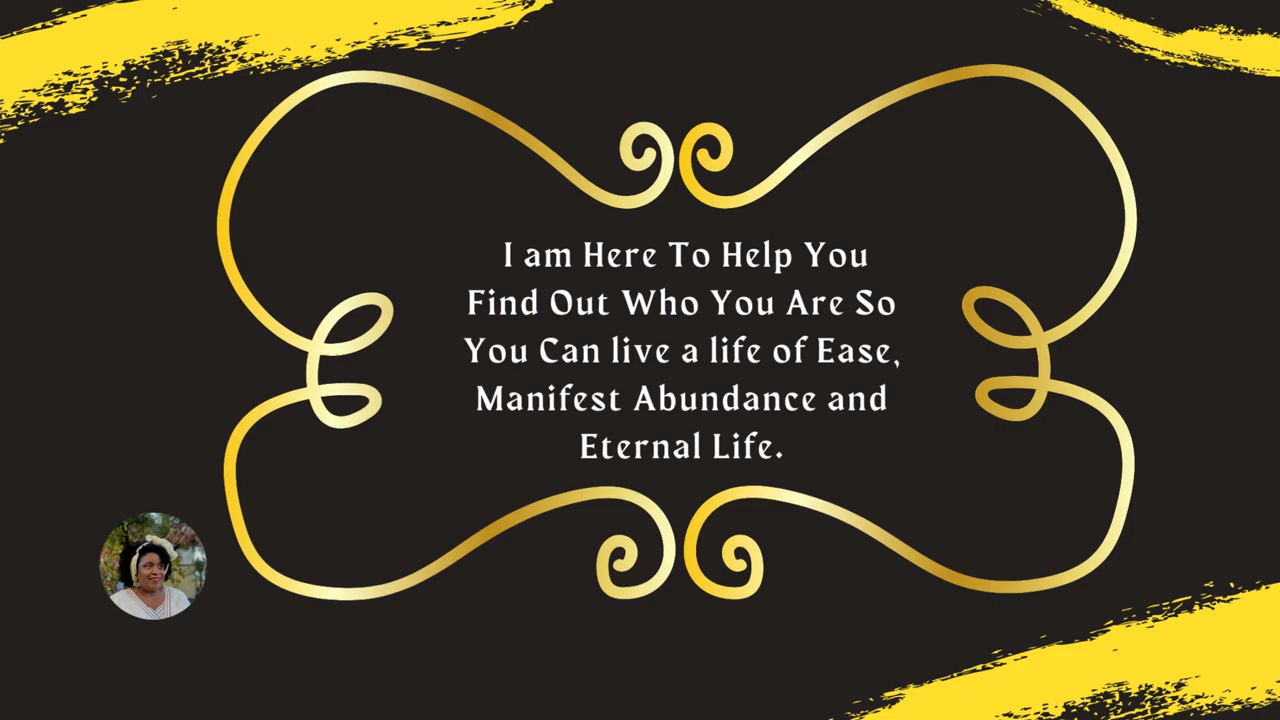 I am Here To Help You
Find Out Who You Are So
You Can live a life of Ease,
Manifest Abundance and
Eternal Life.